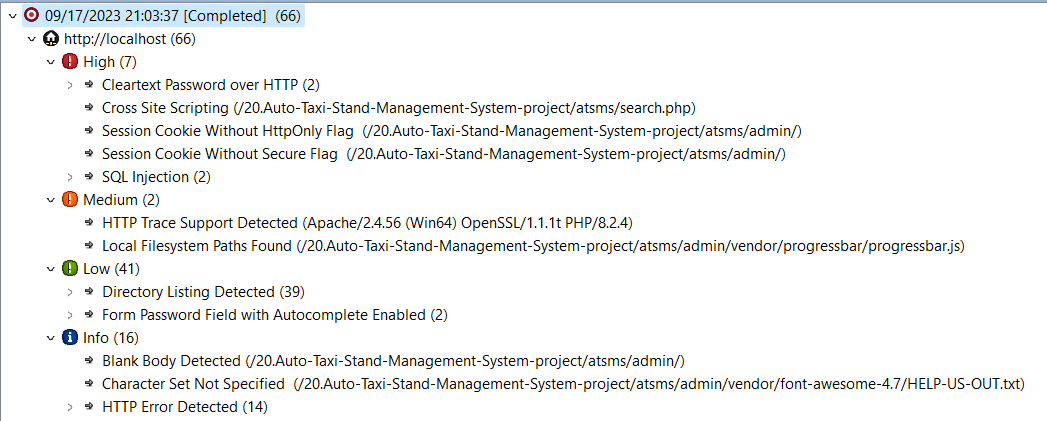 09/17/2023 21:03:37 [Completed] (66)
http://localhost (66)
High (7)
Cleartext Password over HTTP (2)
Cross Site Scripting (/20.Auto-Taxi-Stand-Management-System-project/atsms/search.php)
Session Cookie Without HttpOnly Flag (/20.Auto-Taxi-Stand-Management-System-project/atsms/admin/)
Session Cookie Without Secure Flag (/20.Auto-Taxi-Stand-Management-System-project/atsms/admin/)
SQL Injection (2)
Medium (2)
HTTP Trace Support Detected (Apache/2.4.56 (Win64) OpenSSL/1.1.1t PHP/8.2.4)
Local Filesystem Paths Found (/20.Auto-Taxi-Stand-Management-System-project/atsms/admin/vendor/progressbar/progressbar.js)
Low (41)
Directory Listing Detected (39)
Form Password Field with Autocomplete Enabled (2)
Info (16)
Blank Body Detected (/20.Auto-Taxi-Stand-Management-System-project/atsms/admin/)
Character Set Not Specified (/20.Auto-Taxi-Stand-Management-System-project/atsms/admin/vendor/font-awesome-4.7/HELP-US-OUT.txt)
HTTP Error Detected (14)